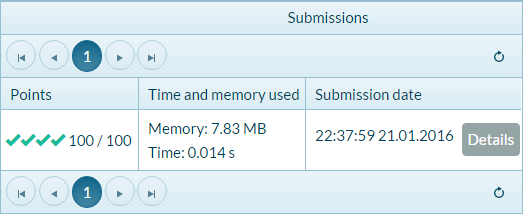 Submissions
1
Points Time and memory used Submission date
100 / 100 Memory: 7.83 MB 22:37:59 21.01.2016 Details
Time: 0.014 s
1